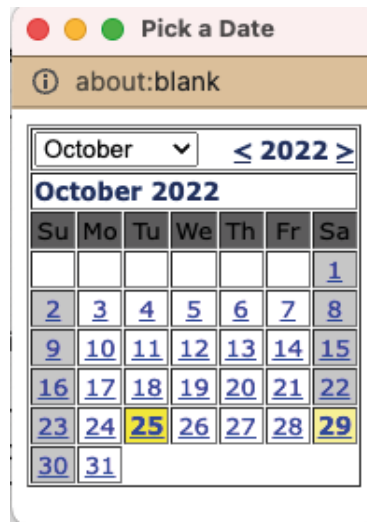 Pick a Date
about:blank
October < 2022 >
October 2022
Su Mo Tu We Th Fr Sa
1
2 3 4 5 6 7 8
9 10 11 12 13 14 15
16 17 18 19 20 21 22
23 24 25 26 27 28 29
30 31